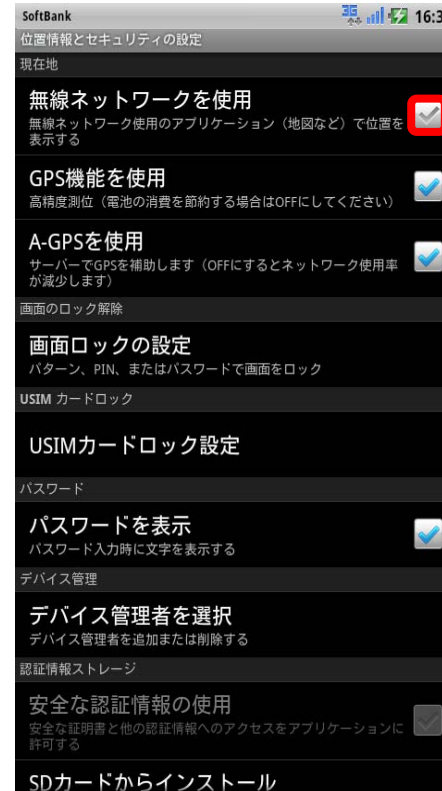 SoftBank 3G 16:3
位置情報とセキュリティの設定
現在地
無線ネットワークを使用
無線ネットワーク使用のアプリケーション（地図など）で位置を
表示する
GPS機能を使用
高精度測位（電池の消費を節約する場合はOFFにしてください）
A-GPSを使用
サーバーでGPSを補助します（OFFにするとネットワーク使用率
が減少します）
画面のロック解除
画面ロックの設定
パターン、PIN、またはパスワードで画面をロック
USIM カードロック
USIMカードロック設定
パスワード
パスワードを表示
パスワード入力時に文字を表示する
デバイス管理
デバイス管理者を選択
デバイス管理者を追加または削除する
認証情報ストレージ
安全な認証情報の使用
安全な証明書と他の認証情報へのアクセスをアプリケーションに
許可する
SDカードからインストール